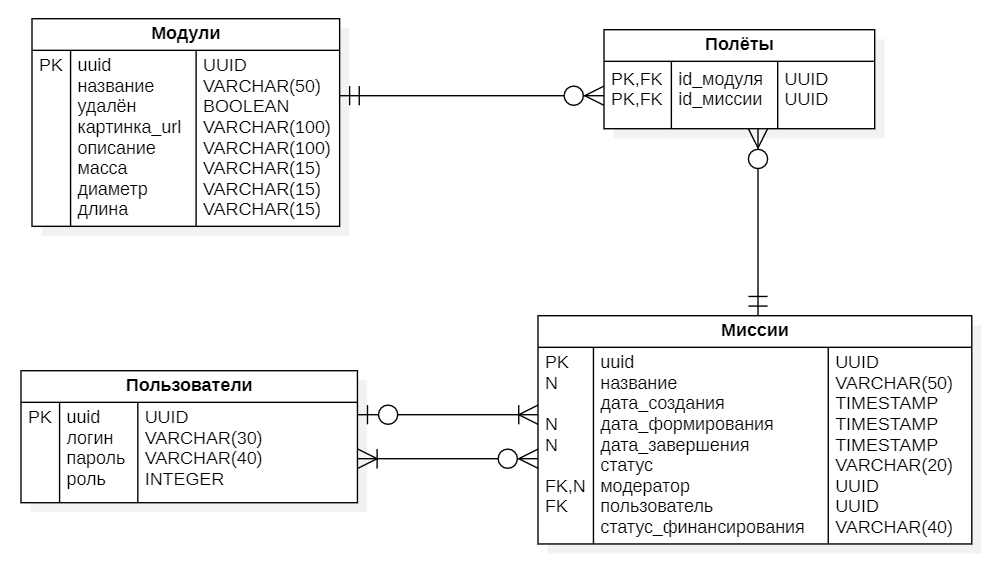 Модули
PK uuid UUID
название VARCHAR(50)
удалён BOOLEAN
картинка_url VARCHAR(100)
описание VARCHAR(100)
масса VARCHAR(15)
диаметр VARCHAR(15)
длина VARCHAR(15)
Полёты
PK,FK id_модуля UUID
PK,FK id_миссии UUID
Пользователи
PK uuid UUID
логин VARCHAR(30)
пароль VARCHAR(40)
роль INTEGER
Миссии
PK uuid UUID
N название VARCHAR(50)
дата_создания TIMESTAMP
N дата_формирования TIMESTAMP
N дата_завершения TIMESTAMP
статус VARCHAR(20)
FK,N модератор UUID
FK пользователь UUID
статус_финансирования VARCHAR(40)